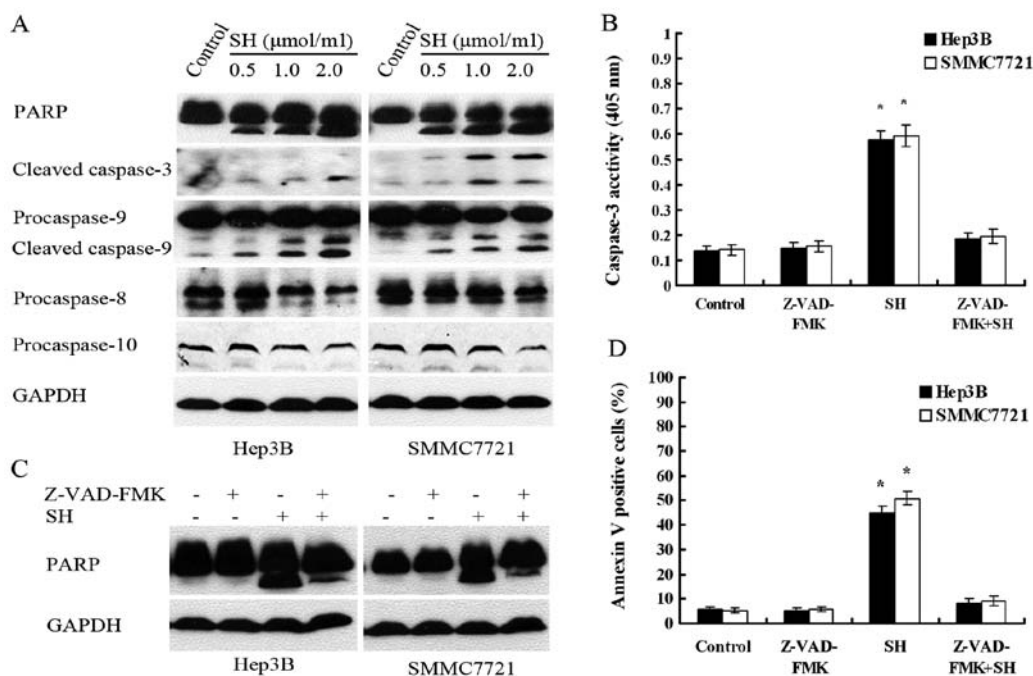 A
Control
SH (μmol/ml)
0.5 1.0 2.0
Control
SH (μmol/ml)
0.5 1.0 2.0
PARP
Cleaved caspase-3
Procaspase-9
Cleaved caspase-9
Procaspase-8
Procaspase-10
GAPDH
Hep3B SMMC7721
B
Hep3B
SMMC7721
Caspase-3 acctivity (405 nm)
1
0.9
0.8
0.7
0.6
0.5
0.4
0.3
0.2
0.1
0
* *
Control Z-VAD- SH Z-VAD-
FMK FMK+SH
C
Z-VAD-FMK - + - + - + - +
SH - - + + - - + +
PARP
GAPDH
Hep3B SMMC7721
D
Hep3B
SMMC7721
Annexin V positive cells (%)
100
90
80
70
60
50
40
30
20
10
0
* *
Control Z-VAD- SH Z-VAD-
FMK FMK+SH